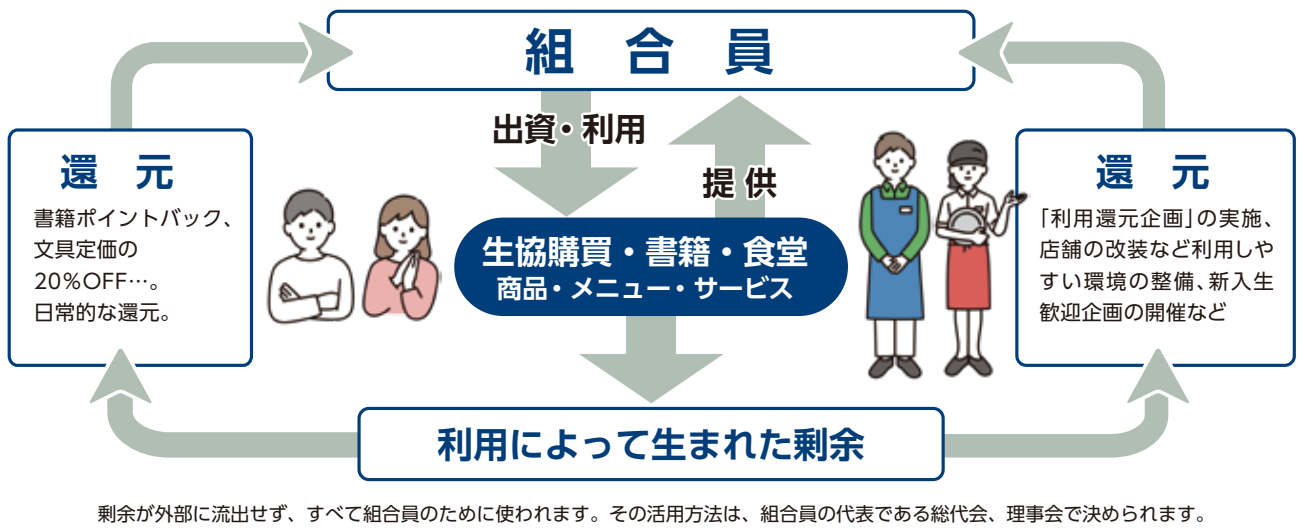 組合員
出資・利用
提供
還元
書籍ポイントバック、
文具定価の
20%OFF…。
日常的な還元。
生協購買・書籍・食堂
商品・メニュー・サービス
還元
「利用還元企画」の実施、
店舗の改装など利用しや
すい環境の整備、新入生
歓迎企画の開催など
利用によって生まれた剰余
剰余が外部に流出せず、すべて組合員のために使われます。その活用方法は、組合員の代表である総代会、理事会で決められます。